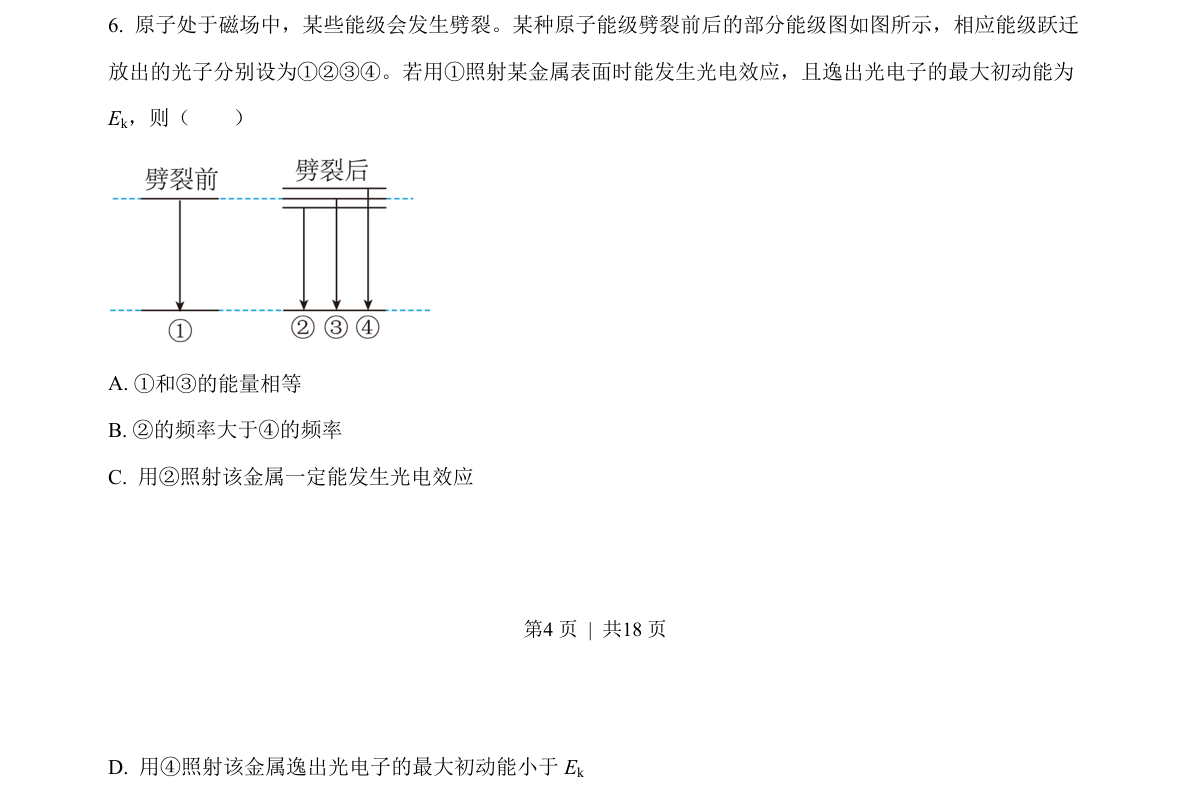 6. 原子处于磁场中，某些能级会发生劈裂。某种原子能级劈裂前后的部分能级图如图所示，相应能级跃迁
放出的光子分别设为①②③④。若用①照射某金属表面时能发生光电效应，且逸出光电子的最大初动能为
Ek，则（　　）
劈裂前 劈裂后
① ② ③ ④
A. ①和③的能量相等
B. ②的频率大于④的频率
C. 用②照射该金属一定能发生光电效应
第4 页 | 共18 页
D. 用④照射该金属逸出光电子的最大初动能小于 Ek